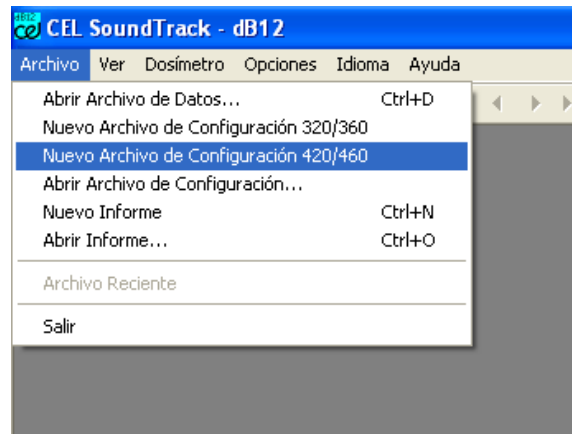 dB12
cel CEL SoundTrack - dB12
Archivo Ver Dosímetro Opciones Idioma Ayuda
Abrir Archivo de Datos... Ctrl+D
Nuevo Archivo de Configuración 320/360
Nuevo Archivo de Configuración 420/460
Abrir Archivo de Configuración...
Nuevo Informe Ctrl+N
Abrir Informe... Ctrl+O
Archivo Reciente
Salir